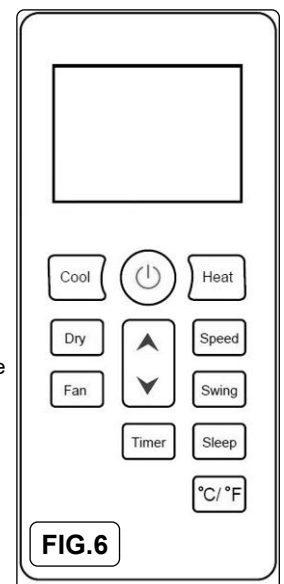 Cool Heat
Dry Speed
e
Fan Swing
Timer Sleep
°C/ °F
FIG.6